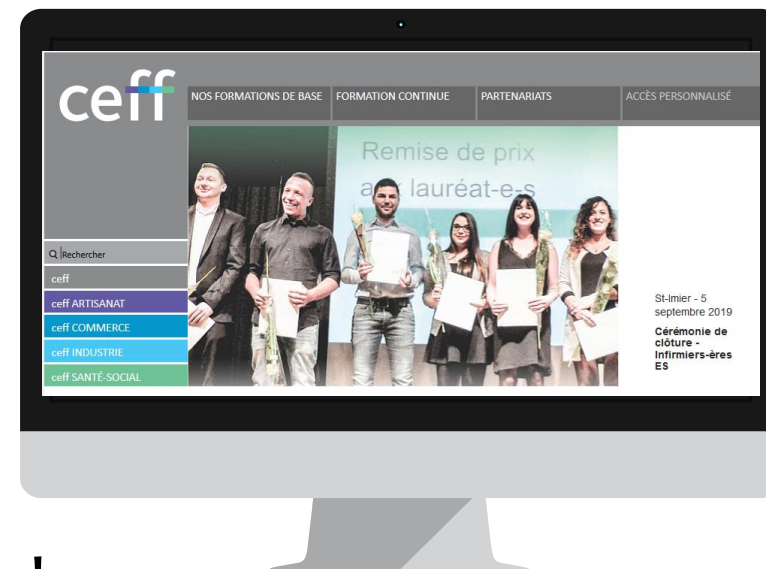 ceff
NOS FORMATIONS DE BASE
FORMATION CONTINUE
PARTENARIATS
ACCÈS PERSONNALISÉ
Remise de prix
aux lauréat-e-s
Rechercher
ceff
ceff ARTISANAT
ceff COMMERCE
ceff INDUSTRIE
ceff SANTÉ-SOCIAL
St-Imier - 5
septembre 2019
Cérémonie de
clôture -
Infirmiers-ères
ES